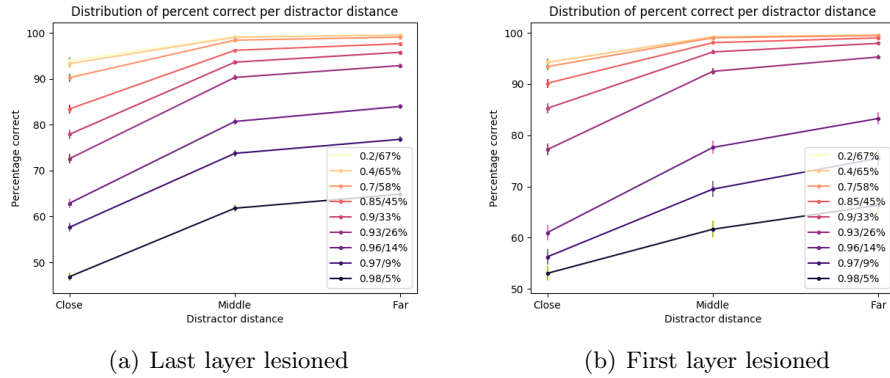 Distribution of percent correct per distractor distance
100
90
80
70
60
50
Percentage correct
Close
Middle
Far
Distractor distance
0.2/67%
0.4/65%
0.7/58%
0.85/45%
0.9/33%
0.93/26%
0.96/14%
0.97/9%
0.98/5%
(a) Last layer lesioned
Distribution of percent correct per distractor distance
100
90
80
70
60
50
Percentage correct
Close
Middle
Far
Distractor distance
0.2/67%
0.4/65%
0.7/58%
0.85/45%
0.9/33%
0.93/26%
0.96/14%
0.97/9%
0.98/5%
(b) First layer lesioned